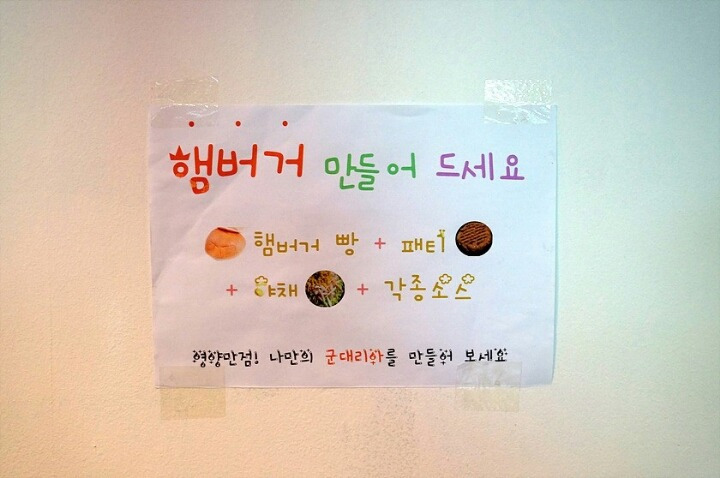 햄버거 만들어 드세요
햄버거 빵 + 패티
+ 야채 + 각종소스
영양만점! 나만의 군대리아를 만들어 보세요